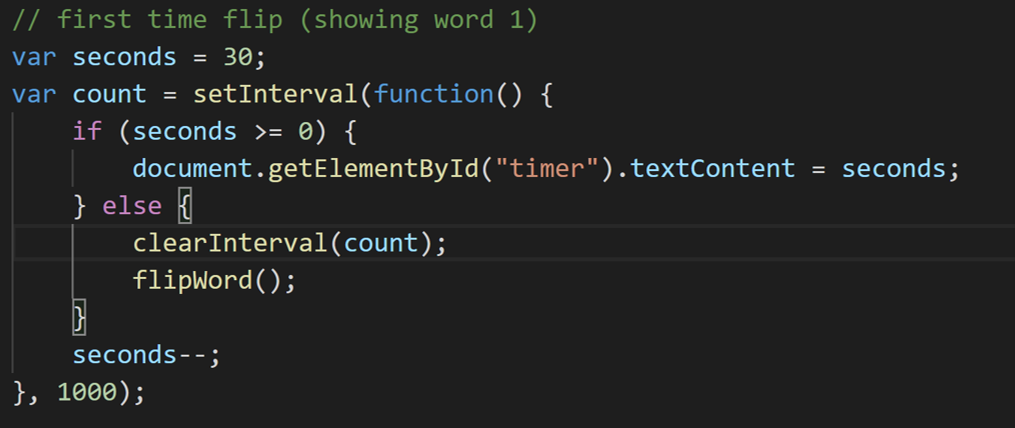 // first time flip (showing word 1)
var seconds = 30;
var count = setInterval(function() {
    if (seconds >= 0) {
        document.getElementById("timer").textContent = seconds;
    } else {
        clearInterval(count);
        flipWord();
    }
    seconds--;
}, 1000);